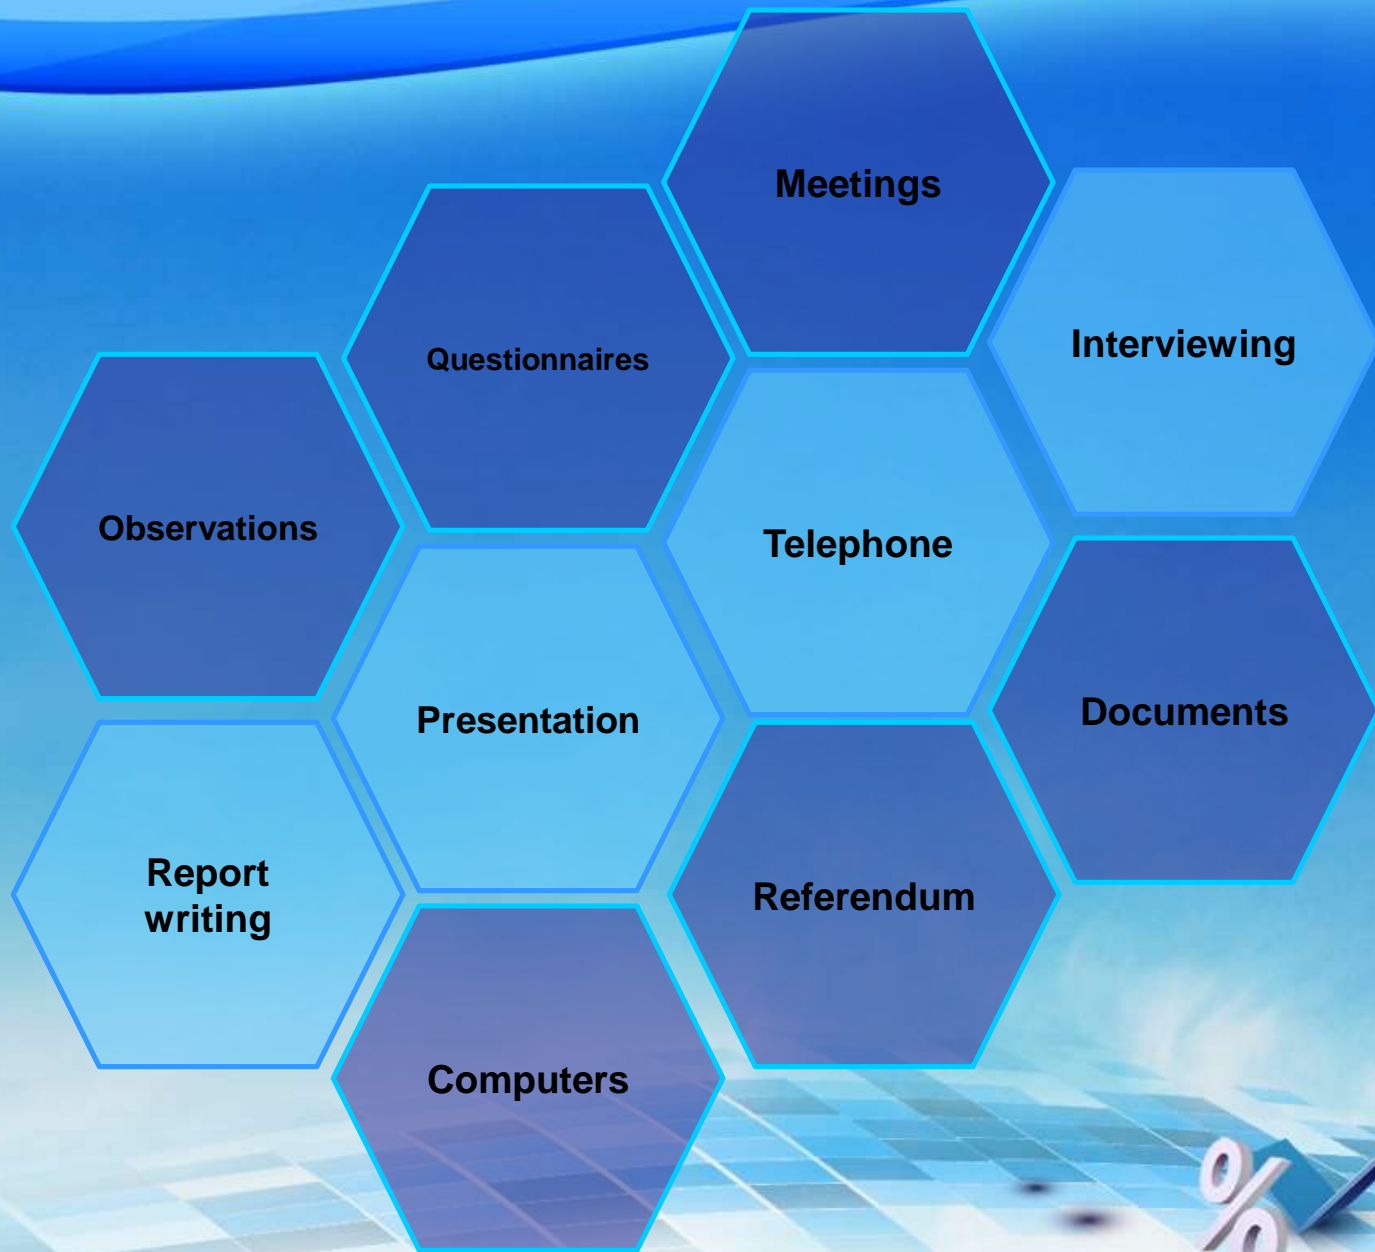 Meetings
Interviewing
Questionnaires
Observations
Telephone
Documents
Presentation
Report
writing
Referendum
Computers
%